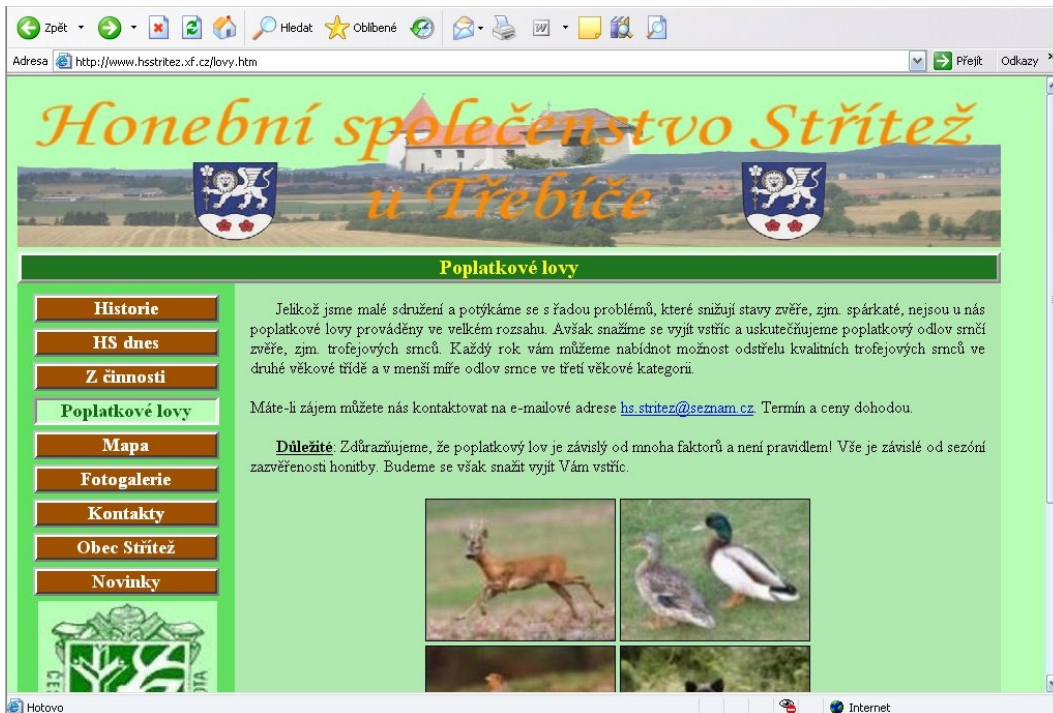 Zpět
Hledat
Oblíbené
Adresa
http://www.hsstritez.xf.cz/lovy.htm
Přejít
Odkazy
Honební společenstvo Střítež
u Třebíče
Poplatkové lovy
Historie
HS dnes
Z činnosti
Poplatkové lovy
Mapa
Fotogalerie
Kontakty
Obec Střítež
Novinky
Jelikož jsme malé sdružení a potýkáme se s řadou problémů, které snižují stavy zvěře, zjm. spárkaté, nejsou u nás
poplatkové lovy prováděny ve velkém rozsahu. Avšak snažíme se vyjít vstříc a uskutečňujeme poplatkový odlov srnčí
zvěře, zjm. trofejových srnců. Každý rok vám můžeme nabídnot možnost odstřelu kvalitních trofejových srnců ve
druhé věkové třídě a v menší míře odlov srnce ve třetí věkové kategorii.
Máte-li zájem můžete nás kontaktovat na e-mailové adrese hs.stritez@seznam.cz. Termín a ceny dohodou.
Důležité: Zdůrazňujeme, že poplatkový lov je závislý od mnoha faktorů a není pravidlem! Vše je závislé od sezóní
zazvěřenosti honitby. Budeme se však snažit vyjít Vám vstříc.
Hotovo
Internet